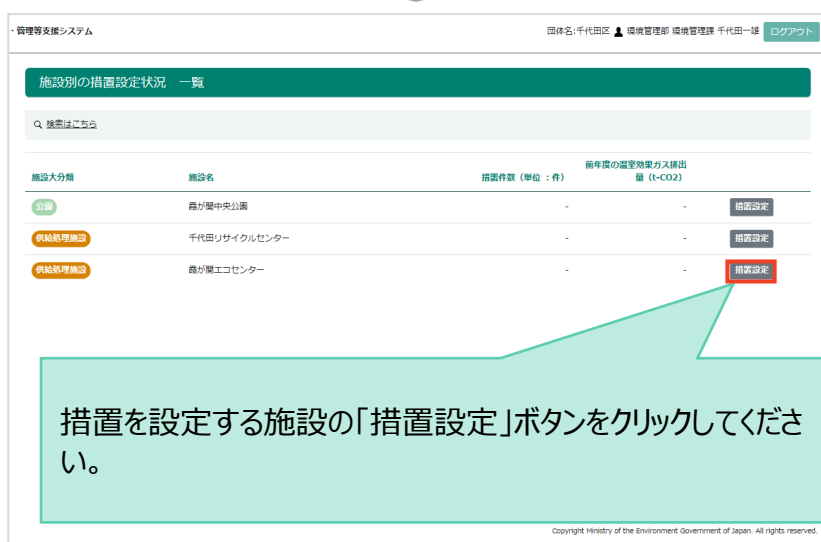 ・管理等支援システム
団体名:千代田区 環境管理部 環境管理課 千代田一雄 ログアウト
施設別の措置設定状況 一覧
検索はこちら
施設大分類 施設名 措置件数(単位:件) 前年度の温室効果ガス排出
量(t-CO2)
公園 霞が関中央公園 - - 措置設定
供給処理施設 千代田リサイクルセンター - - 措置設定
供給処理施設 霞が関エコセンター - - 措置設定
措置を設定する施設の「措置設定」ボタンをクリックしてくださ
い。
Copyright Ministry of the Environment Government of Japan. All rights reserved.